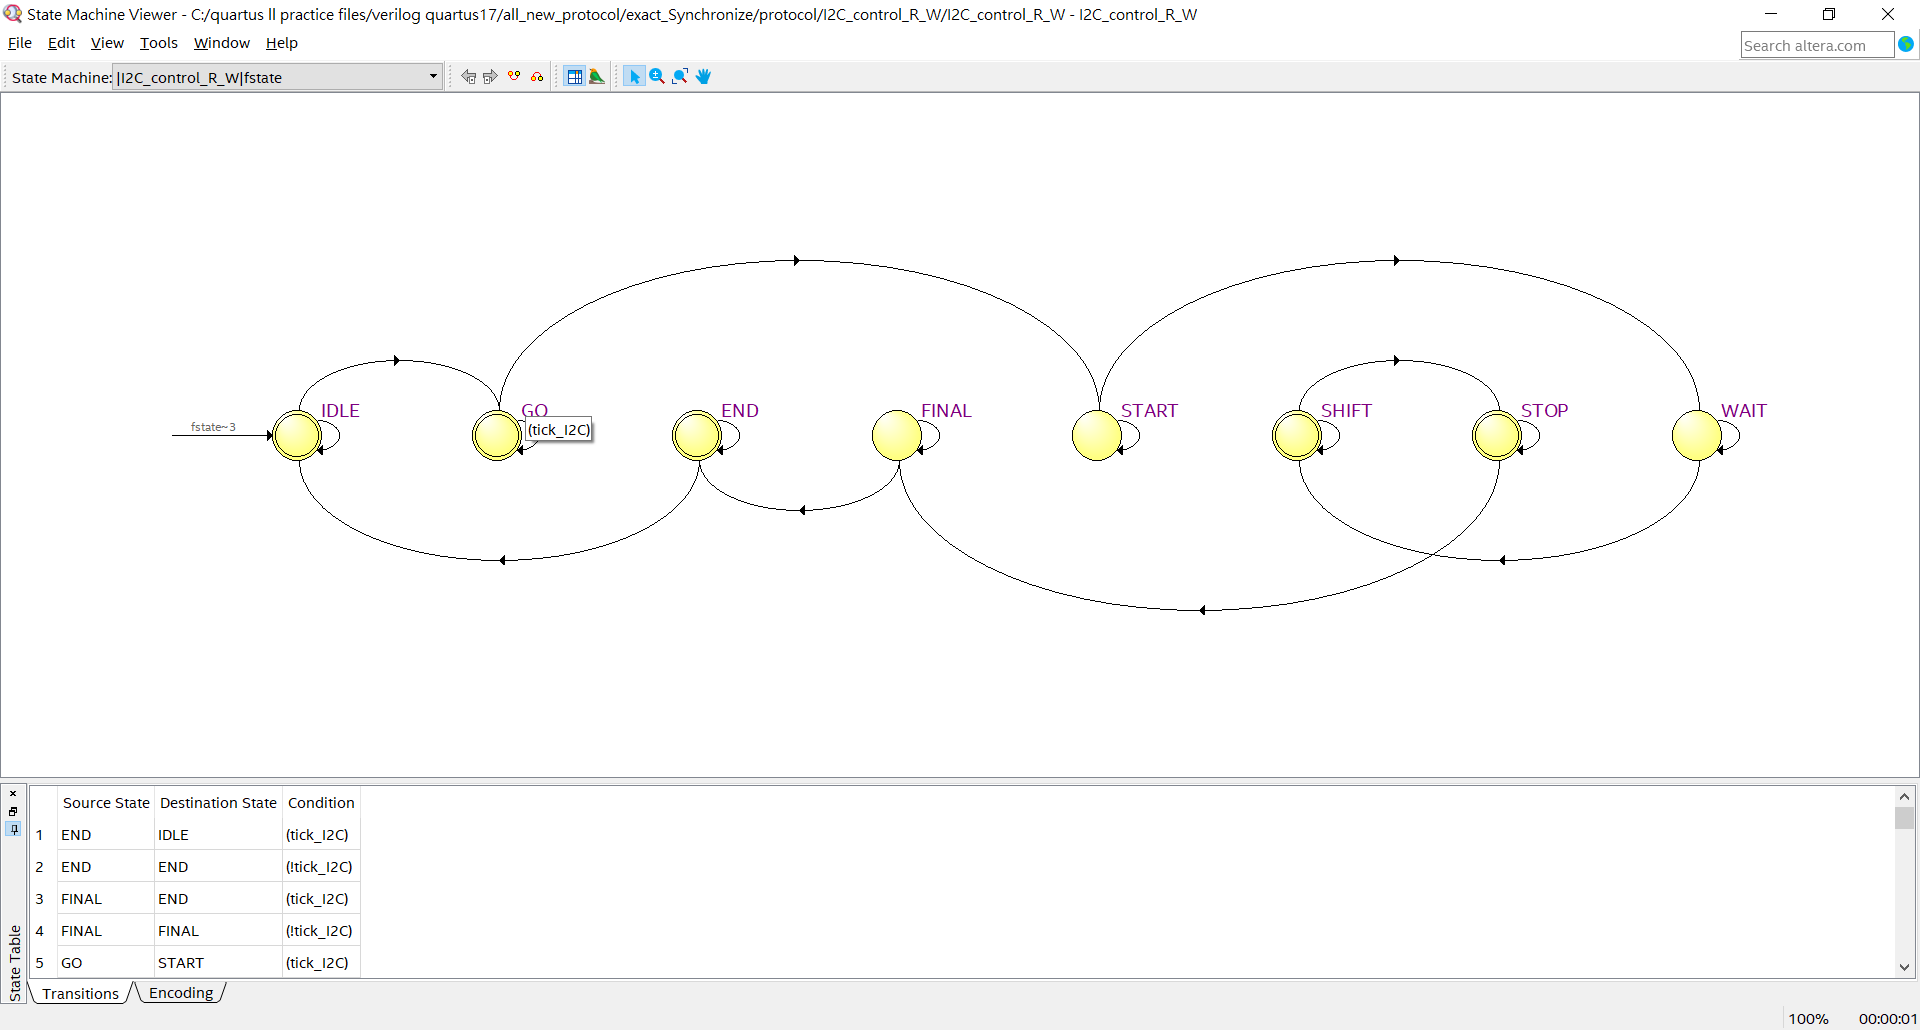 State Machine Viewer - C:/quartus ll practice files/verilog quartus17/all_new_protocol/exact_Synchronize/protocol/I2C_control_R_W/I2C_control_R_W - I2C_control_R_W
File Edit View Tools Window Help
Search altera.com
State Machine: |I2C_control_R_W|fstate
fstate~3
IDLE GO END FINAL START SHIFT STOP WAIT
(tick_I2C)
Source State Destination State Condition
1 END IDLE (tick_I2C)
2 END END (!tick_I2C)
3 FINAL END (tick_I2C)
4 FINAL FINAL (!tick_I2C)
5 GO START (tick_I2C)
State Table
Transitions Encoding
100% 00:00:01